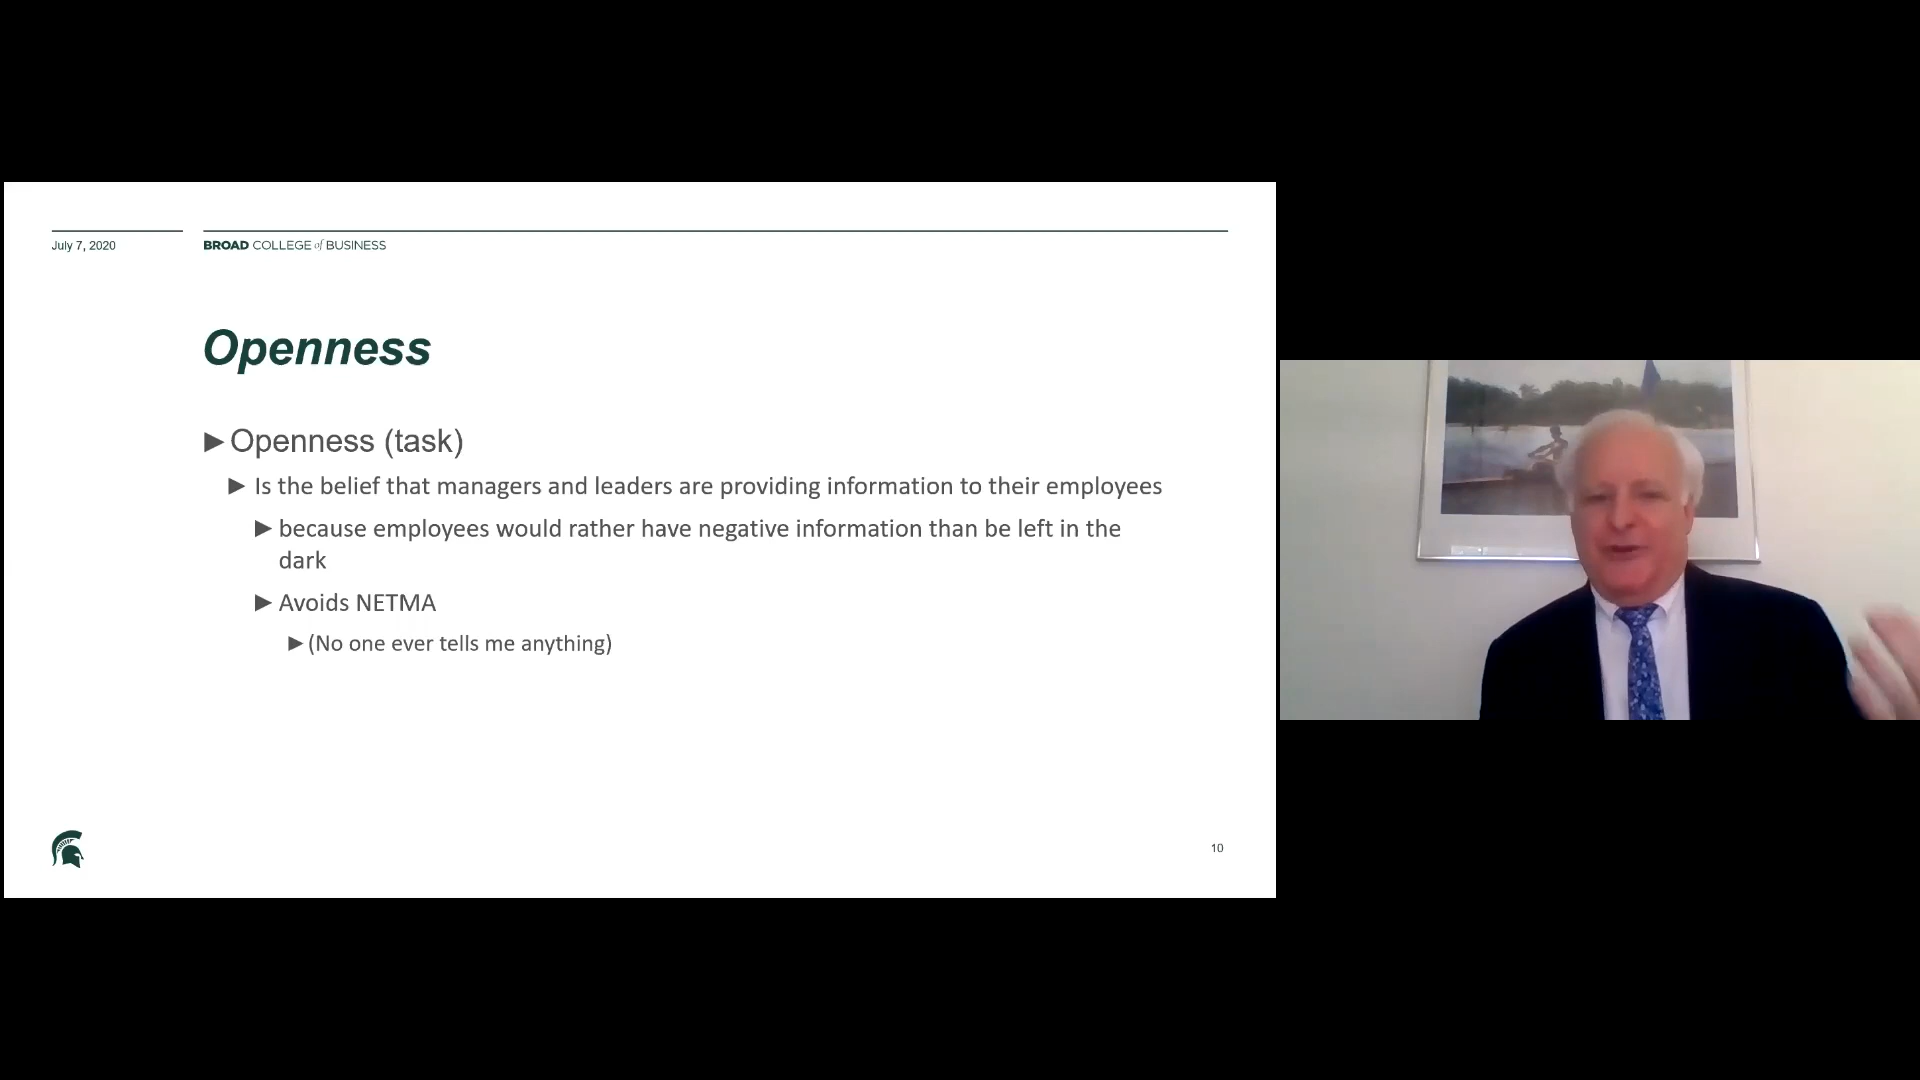 July 7, 2020
BROAD COLLEGE of BUSINESS
Openness
►Openness (task)
► Is the belief that managers and leaders are providing information to their employees
► because employees would rather have negative information than be left in the
dark
► Avoids NETMA
► (No one ever tells me anything)
10